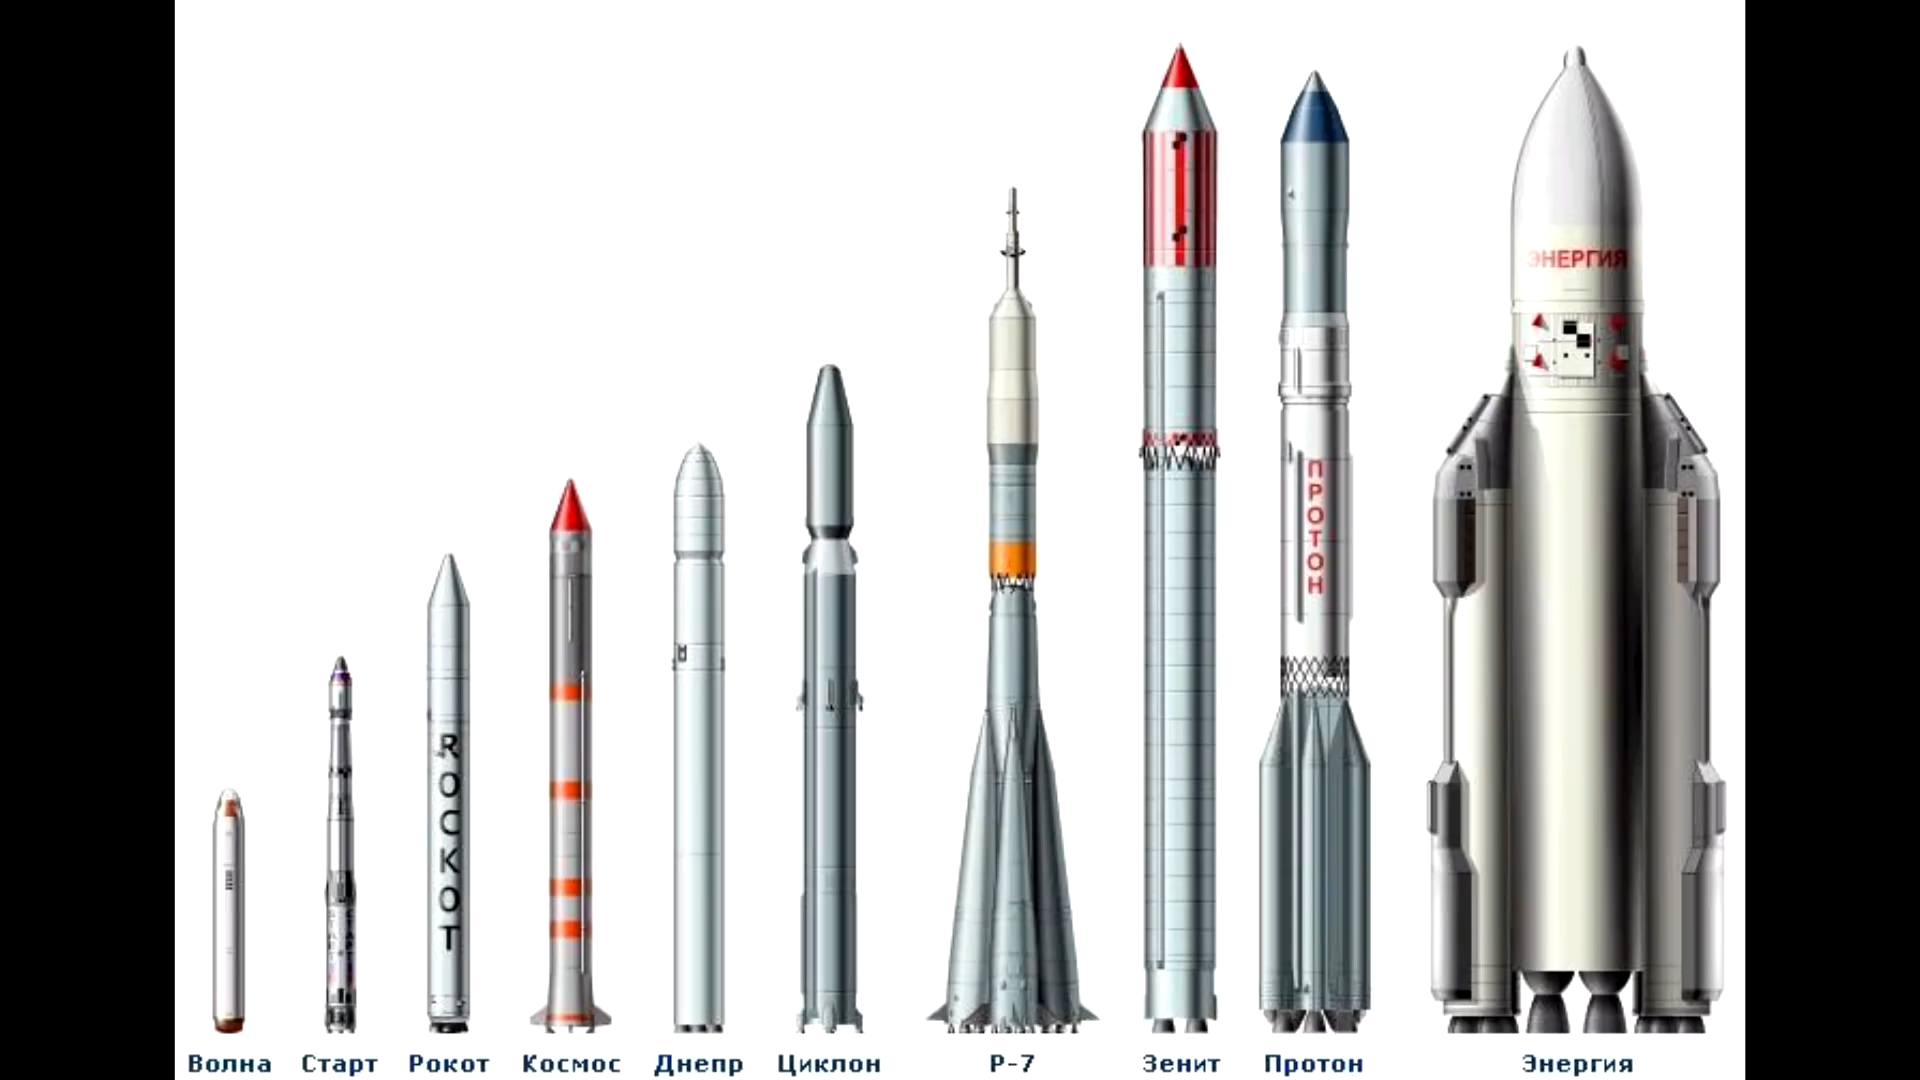 ЭНЕРГИЯ
ПРОТОН
ROCKOT
Волна Старт Рокот Космос Днепр Циклон Р-7 Зенит Протон Энергия